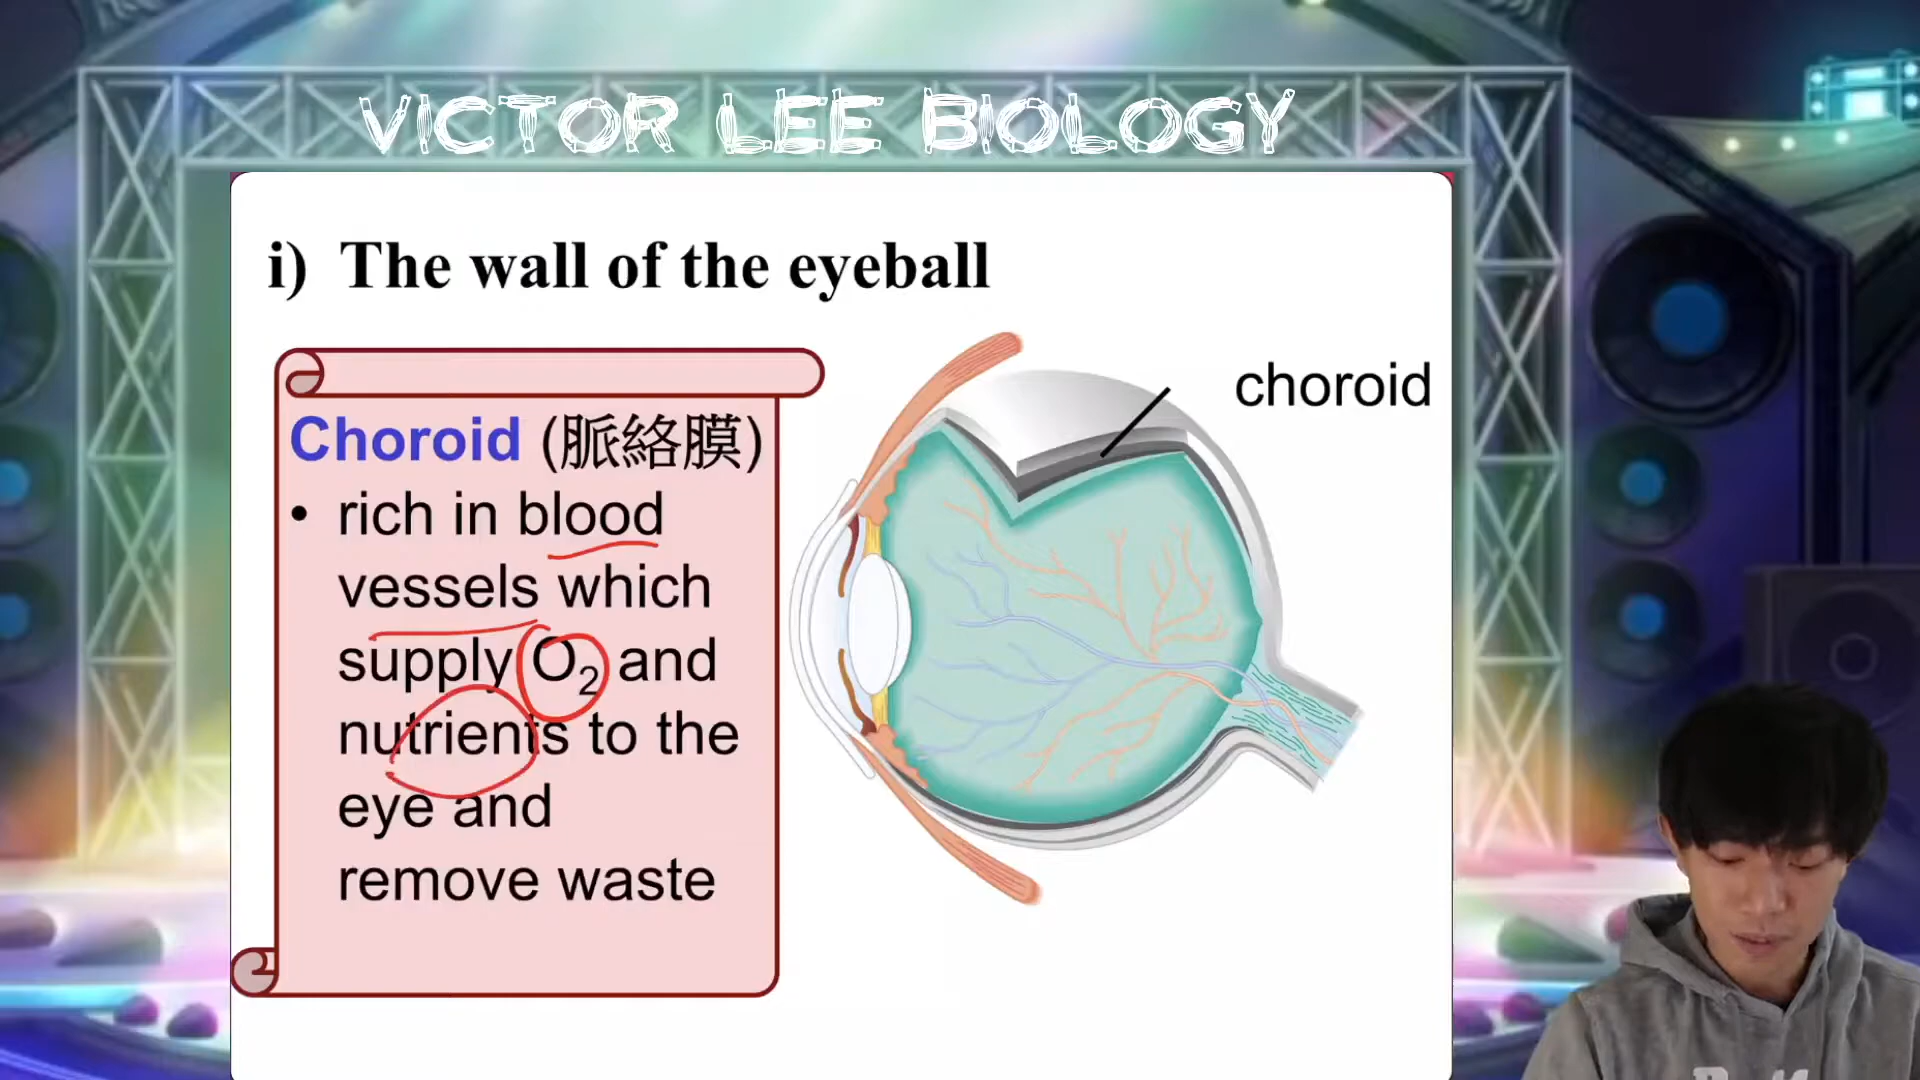 VICTOR LEE BIOLOGY
i) The wall of the eyeball
Choroid (脈絡膜)
• rich in blood
vessels which
supply O₂ and
nutrients to the
eye and
remove waste
choroid